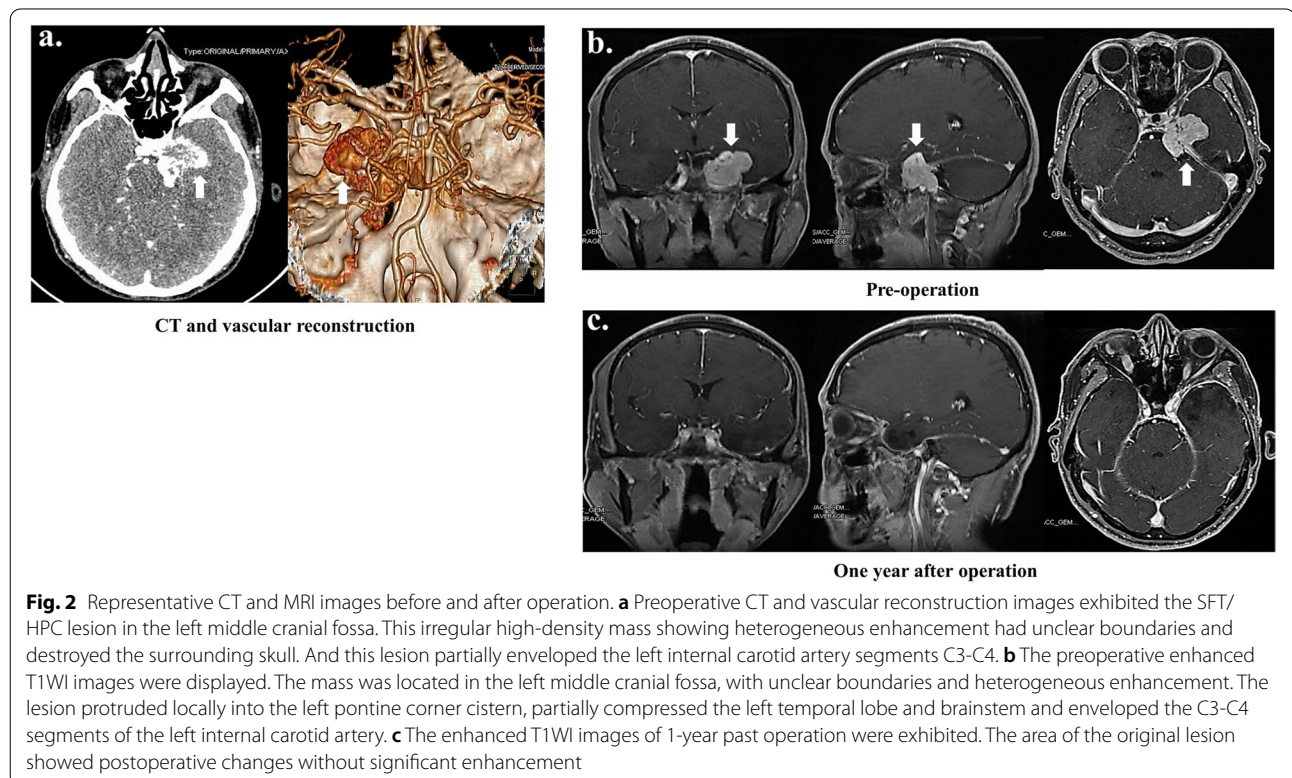 a.
Type:ORIGINAL/PRIMARY/AX
CT and vascular reconstruction
b.
Pre-operation
c.
One year after operation
Fig. 2 Representative CT and MRI images before and after operation. a Preoperative CT and vascular reconstruction images exhibited the SFT/
HPC lesion in the left middle cranial fossa. This irregular high-density mass showing heterogeneous enhancement had unclear boundaries and
destroyed the surrounding skull. And this lesion partially enveloped the left internal carotid artery segments C3-C4. b The preoperative enhanced
T1WI images were displayed. The mass was located in the left middle cranial fossa, with unclear boundaries and heterogeneous enhancement. The
lesion protruded locally into the left pontine corner cistern, partially compressed the left temporal lobe and brainstem and enveloped the C3-C4
segments of the left internal carotid artery. c The enhanced T1WI images of 1-year past operation were exhibited. The area of the original lesion
showed postoperative changes without significant enhancement